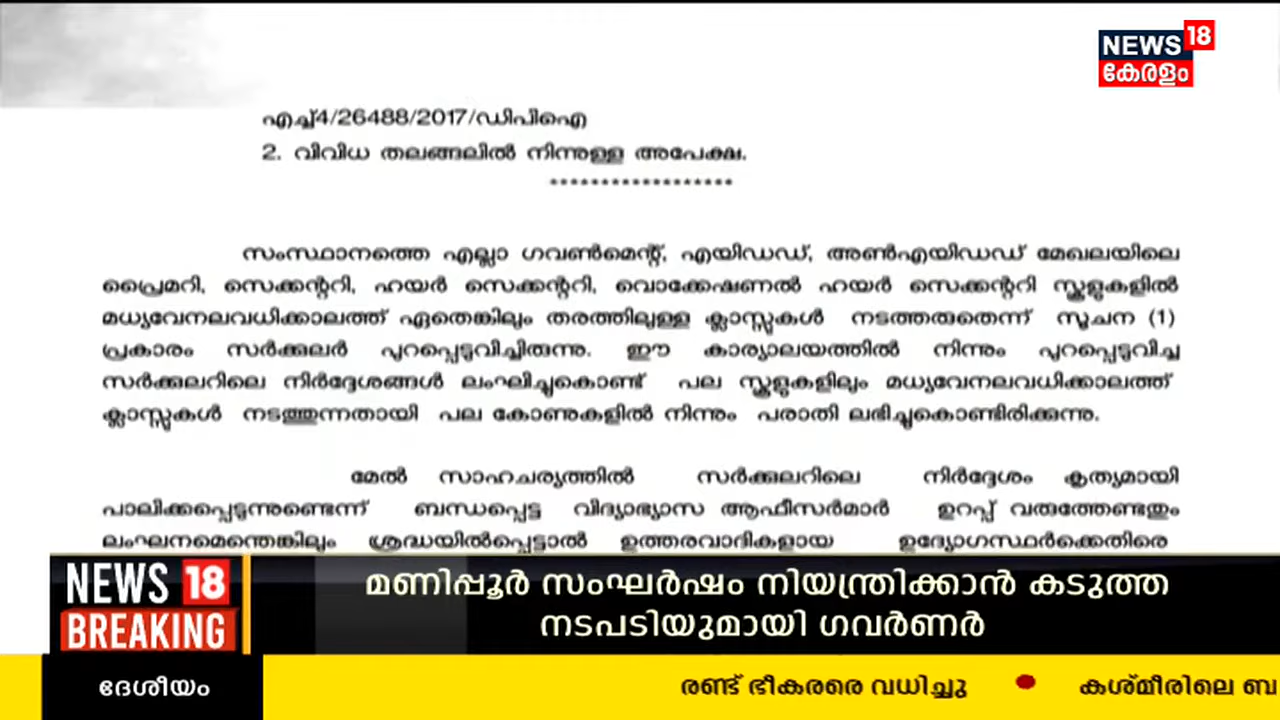 NEWS 18
കേരളം
എച്ച്4/26488/2017/ഡിപിഐ
2. വിവിധ തലങ്ങലിൽ നിന്നുള്ള അപേക്ഷ.
******************
സംസ്ഥാനത്തെ എല്ലാ ഗവൺമെന്റ്, എയിഡഡ്, അൺഎയിഡഡ് മേഖലയിലെ
പ്രൈമറി, സെക്കന്ററി, ഹയർ സെക്കന്ററി, വൊക്കേഷണൽ ഹയർ സെക്കന്ററി സ്കൂളുകളിൽ
മധ്യവേനലവധിക്കാലത്ത് ഏതെങ്കിലും തരത്തിലുള്ള ക്ലാസ്സുകൾ നടത്തരുതെന്ന് സൂചന (1)
പ്രകാരം സർക്കുലർ പുറപ്പെടുവിച്ചിരുന്നു. ഈ കാര്യാലയത്തിൽ നിന്നും പുറപ്പെടുവിച്ച
സർക്കുലറിലെ നിർദ്ദേശങ്ങൾ ലംഘിച്ചുകൊണ്ട് പല സ്കൂളുകളിലും മധ്യവേനലവധിക്കാലത്ത്
ക്ലാസ്സുകൾ നടത്തുന്നതായി പല കോണുകളിൽ നിന്നും പരാതി ലഭിച്ചുകൊണ്ടിരിക്കുന്നു.
മേൽ സാഹചര്യത്തിൽ സർക്കുലറിലെ നിർദ്ദേശം കൃത്യമായി
പാലിക്കപ്പെടുന്നുണ്ടെന്ന് ബന്ധപ്പെട്ട വിദ്യാഭ്യാസ ആഫീസർമാർ ഉറപ്പ് വരുത്തേണ്ടതും
ലംഘനമെന്തെങ്കിലും ശ്രദ്ധയിൽപ്പെട്ടാൽ ഉത്തരവാദികളായ ഉദ്യോഗസ്ഥർക്കെതിരെ
NEWS 18
BREAKING
മണിപ്പൂർ സംഘർഷം നിയന്ത്രിക്കാൻ കടുത്ത
നടപടിയുമായി ഗവർണർ
ദേശീയം
രണ്ട് ഭീകരരെ വധിച്ചു • കശ്മീരിലെ ബ